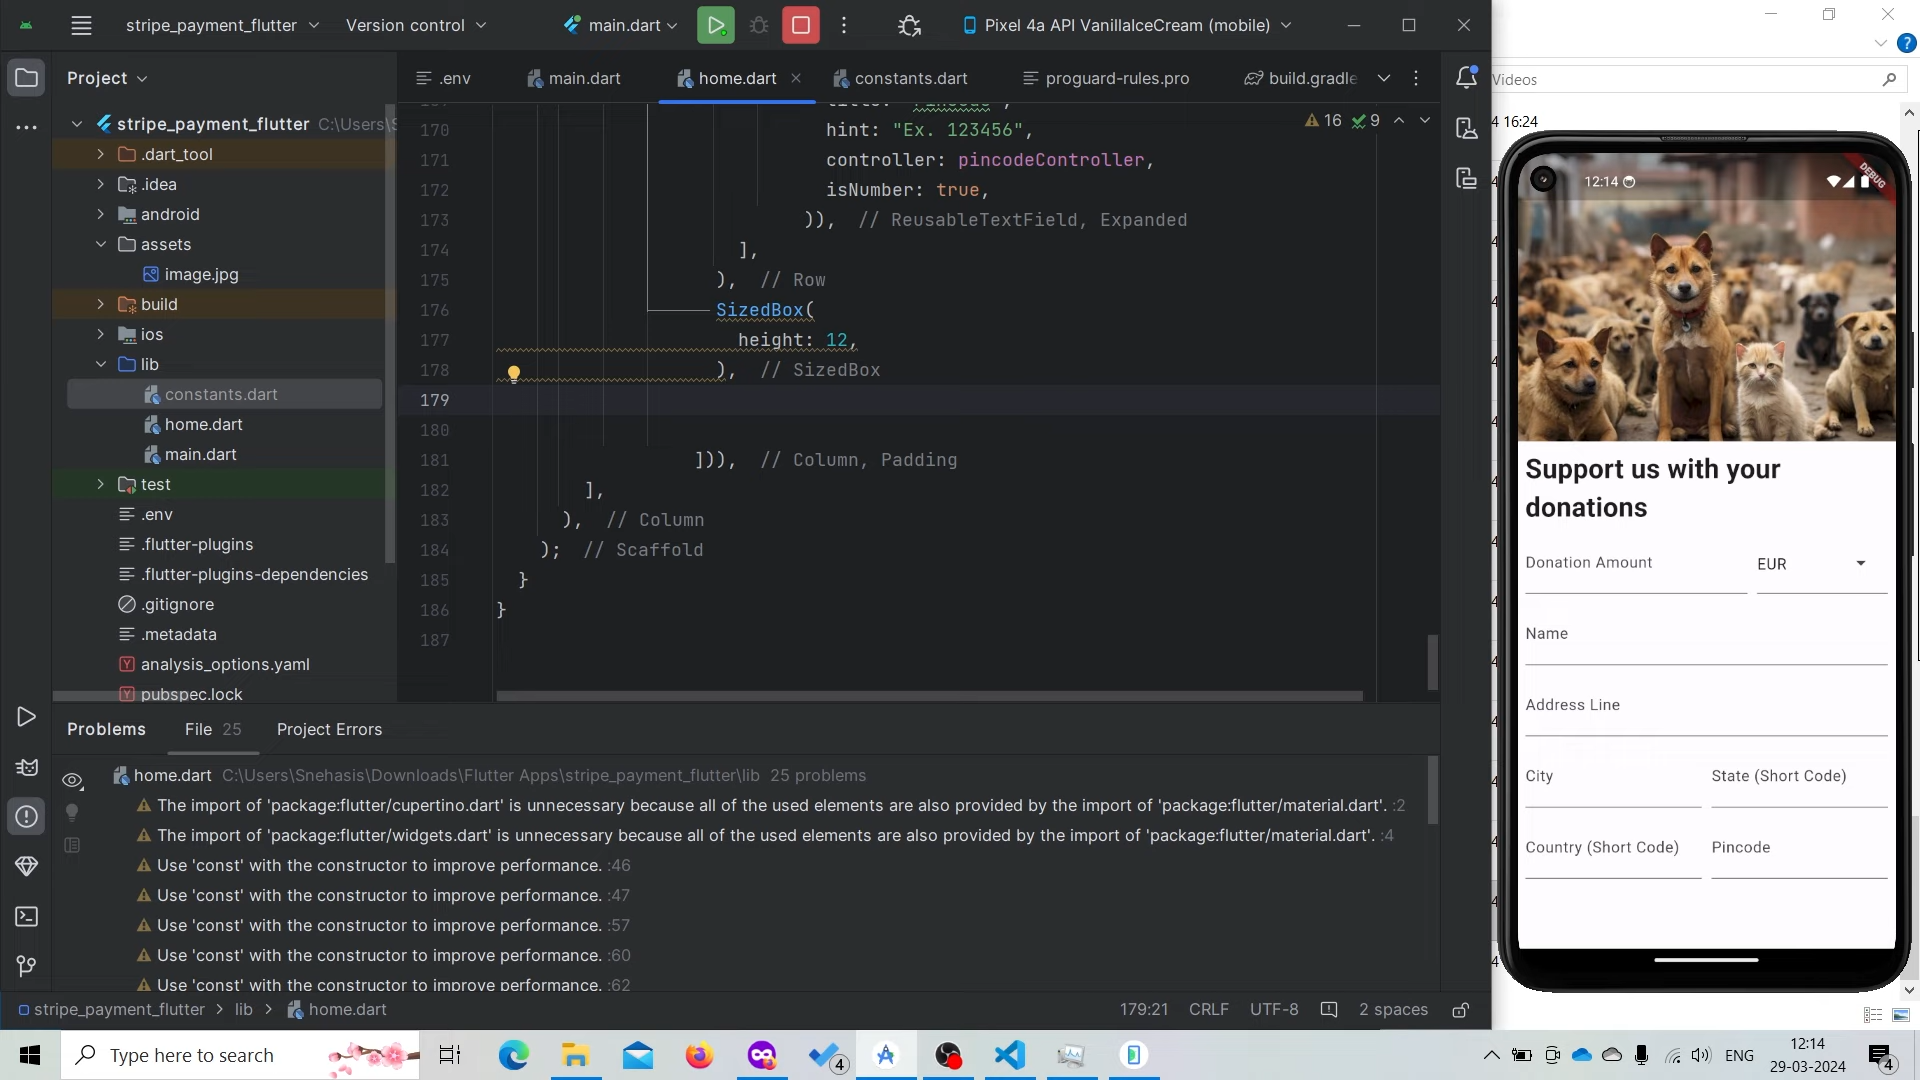 stripe_payment_flutter
Version control
main.dart
Pixel 4a API VanillaIceCream (mobile)
Project
.env
main.dart
home.dart
constants.dart
proguard-rules.pro
build.gradle
Videos
stripe_payment_flutter C:\Users\S
.dart_tool
.idea
android
assets
image.jpg
build
ios
lib
constants.dart
home.dart
main.dart
test
.env
.flutter-plugins
.flutter-plugins-dependencies
.gitignore
.metadata
analysis_options.yaml
pubspec.lock
16 9
170 hint: "Ex. 123456",
171 controller: pincodeController,
172 isNumber: true,
173 )), // ReusableTextField, Expanded
174 ],
175 ), // Row
176 SizedBox(
177 height: 12,
178 ), // SizedBox
179
180
181 ])), // Column, Padding
182 ],
183 ), // Column
184 ); // Scaffold
185 }
186 }
187
4 16:24
12:14
DEBUG
Support us with your
donations
Donation Amount EUR
Name
Address Line
City State (Short Code)
Country (Short Code) Pincode
Problems File 25 Project Errors
home.dart C:\Users\Snehasis\Downloads\Flutter Apps\stripe_payment_flutter\lib 25 problems
The import of 'package:flutter/cupertino.dart' is unnecessary because all of the used elements are also provided by the import of 'package:flutter/material.dart'. :2
The import of 'package:flutter/widgets.dart' is unnecessary because all of the used elements are also provided by the import of 'package:flutter/material.dart'. :4
Use 'const' with the constructor to improve performance. :46
Use 'const' with the constructor to improve performance. :47
Use 'const' with the constructor to improve performance. :57
Use 'const' with the constructor to improve performance. :60
Use 'const' with the constructor to improve performance. :62
stripe_payment_flutter > lib > home.dart
179:21 CRLF UTF-8 2 spaces
Type here to search
4
ENG
12:14
29-03-2024
4